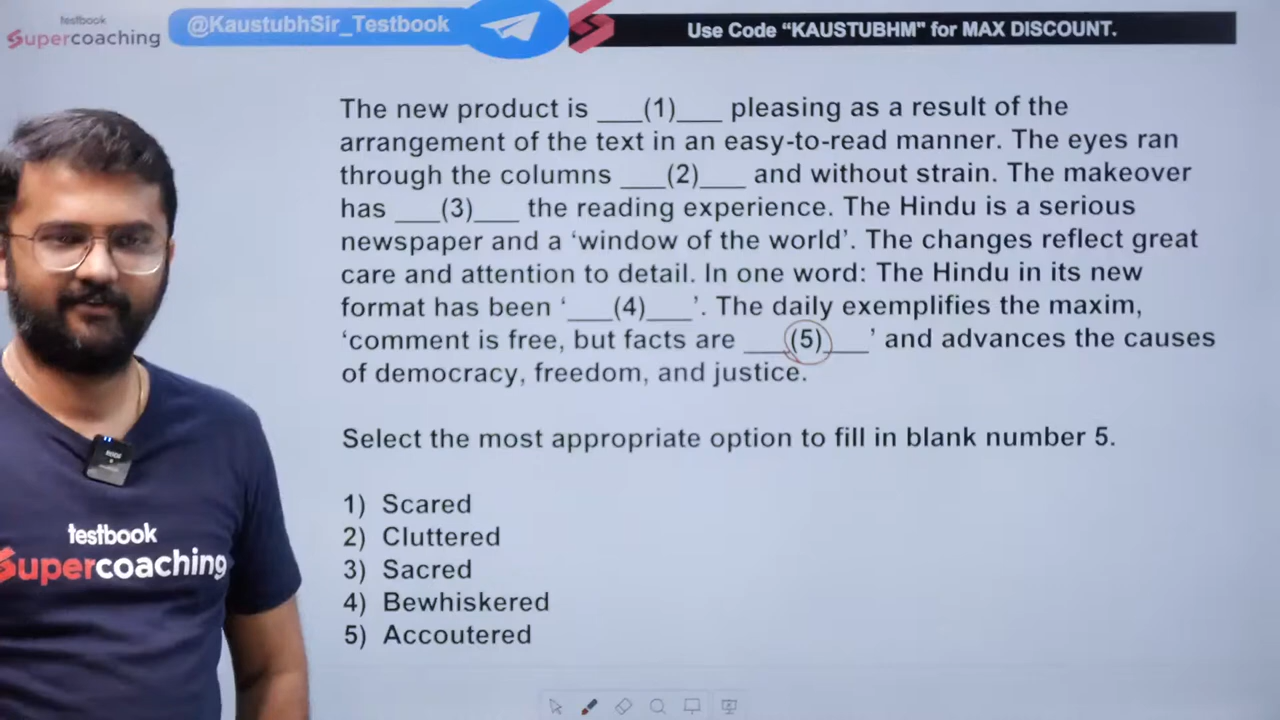 testbook
Supercoaching
@KaustubhSir_Testbook
Use Code “KAUSTUBHM” for MAX DISCOUNT.
The new product is ___(1)___ pleasing as a result of the
arrangement of the text in an easy-to-read manner. The eyes ran
through the columns ___(2)___ and without strain. The makeover
has ___(3)___ the reading experience. The Hindu is a serious
newspaper and a ‘window of the world’. The changes reflect great
care and attention to detail. In one word: The Hindu in its new
format has been ‘___(4)___’. The daily exemplifies the maxim,
‘comment is free, but facts are ___(5)___’ and advances the causes
of democracy, freedom, and justice.
Select the most appropriate option to fill in blank number 5.
1) Scared
2) Cluttered
3) Sacred
4) Bewhiskered
5) Accoutered
testbook
Supercoaching